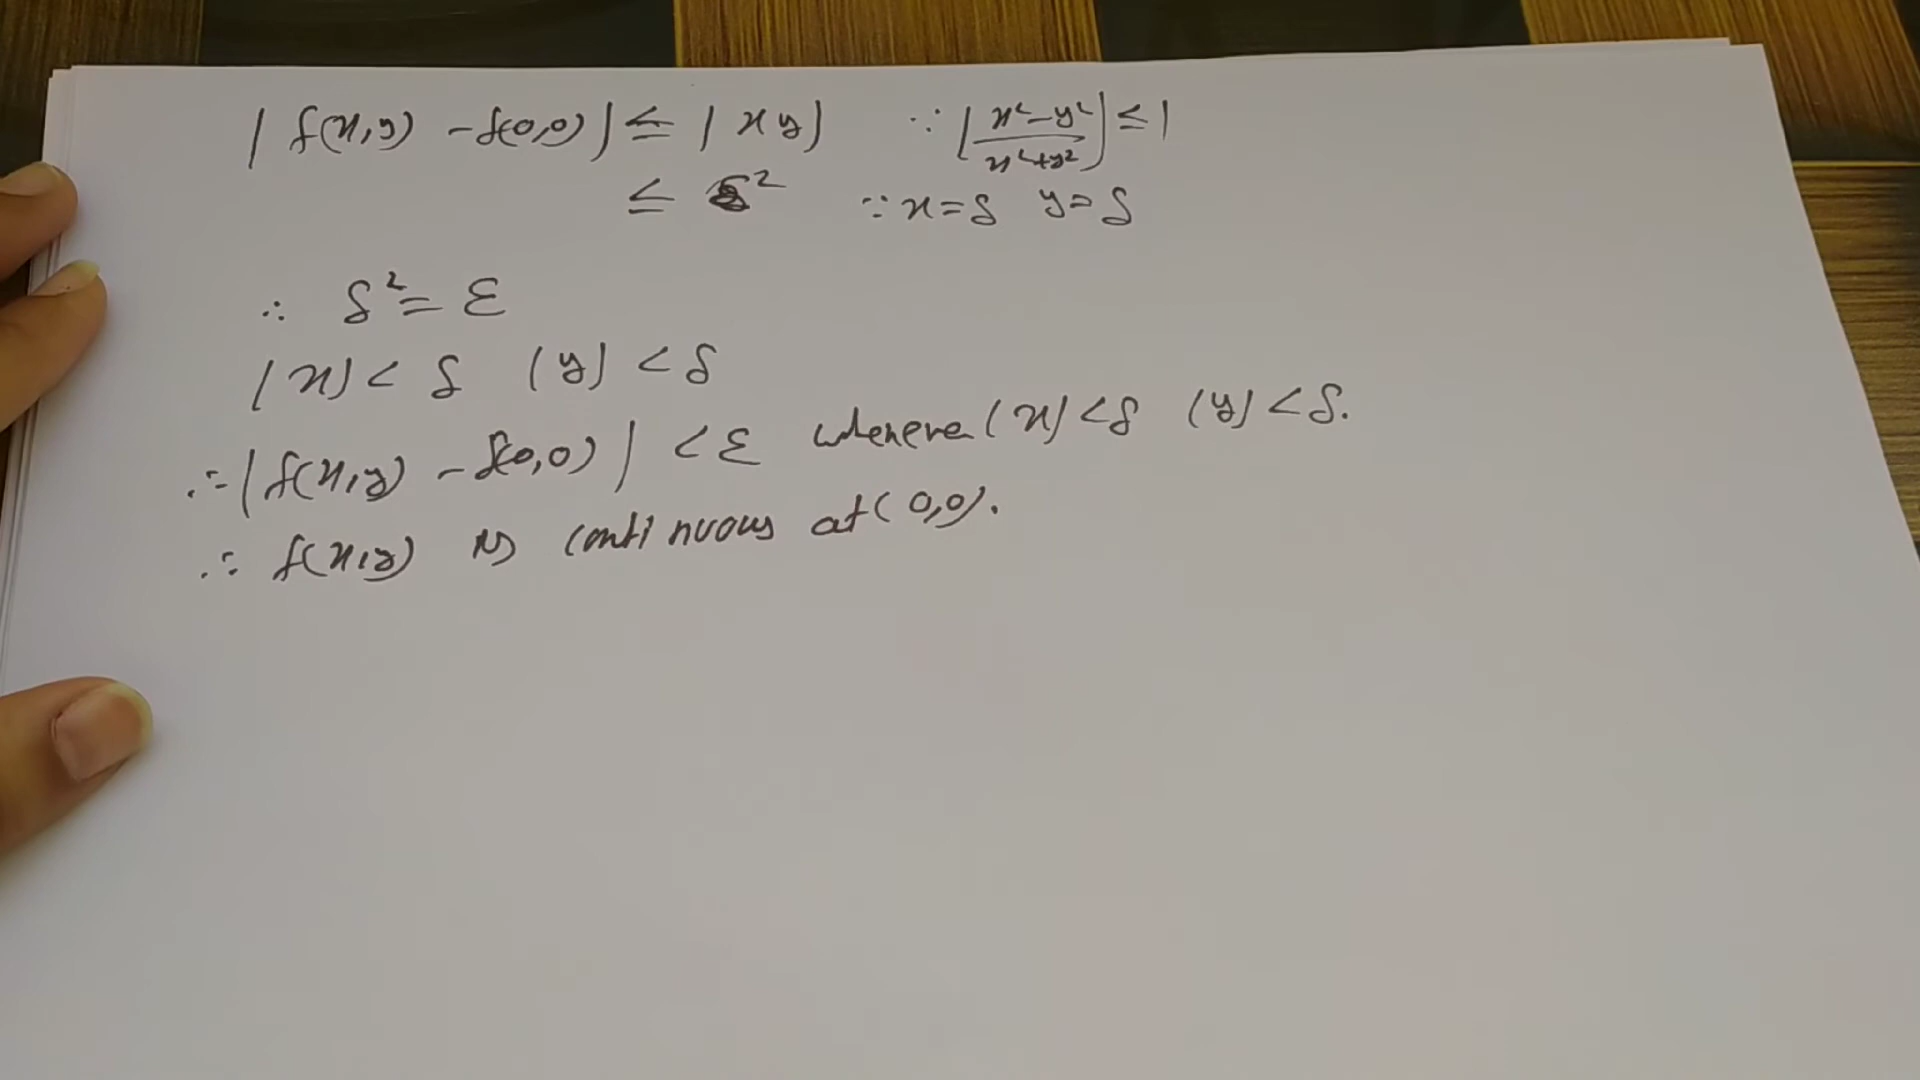 |f(x,y) - f(0,0)| ≤ |xy| ∵ |x²-y²/x²+y²| ≤ 1
≤ δ² ∵ x=δ y=δ
∴ δ² = ε
|x| < δ |y| < δ
∴ |f(x,y) - f(0,0)| < ε whenever |x| < δ |y| < δ.
∴ f(x,y) is continuous at (0,0).